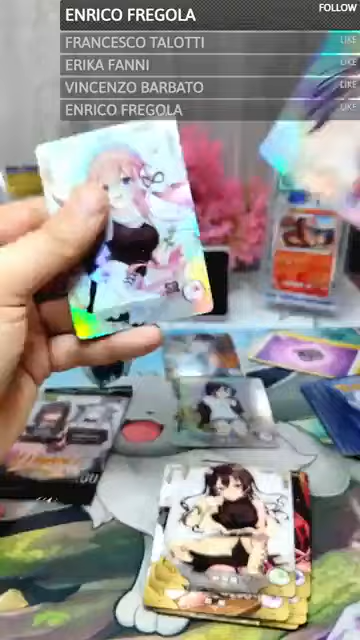 ENRICO FREGOLA
FOLLOW
FRANCESCO TALOTTI
LIKE
ERIKA FANNI
LIKE
VINCENZO BARBATO
LIKE
ENRICO FREGOLA
LIKE